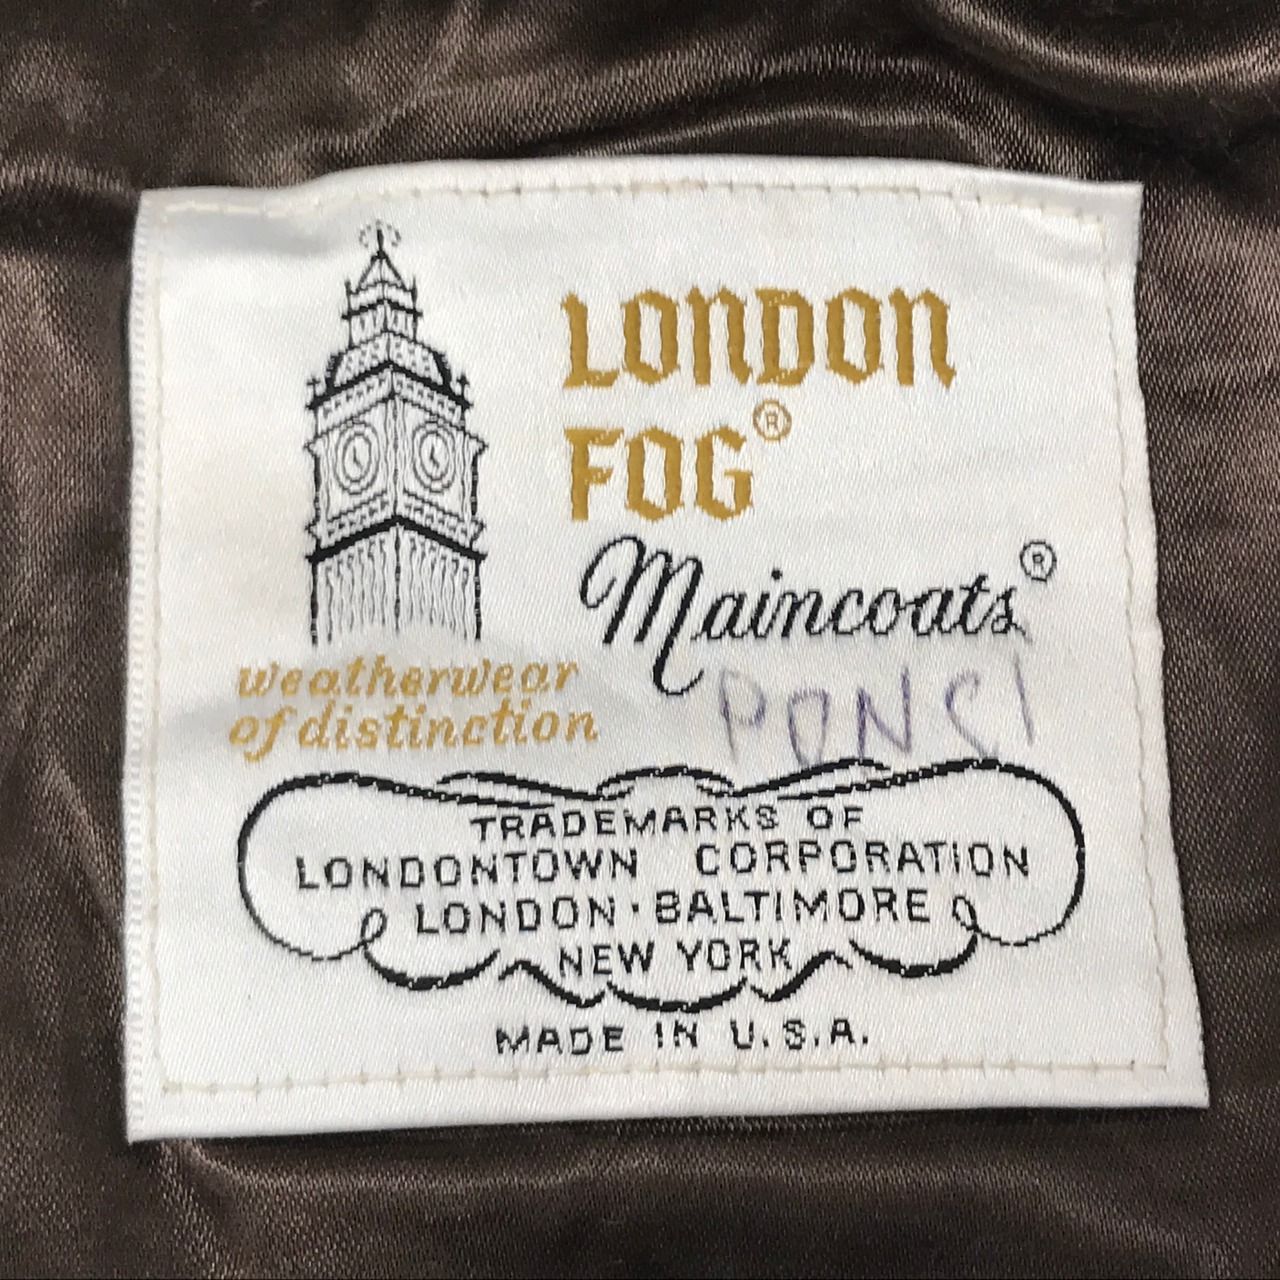 LONDON
FOG®
Maincoats®
PONSI
weatherwear
of distinction
TRADEMARKS OF
LONDONTOWN CORPORATION
LONDON · BALTIMORE
NEW YORK
MADE IN U.S.A.